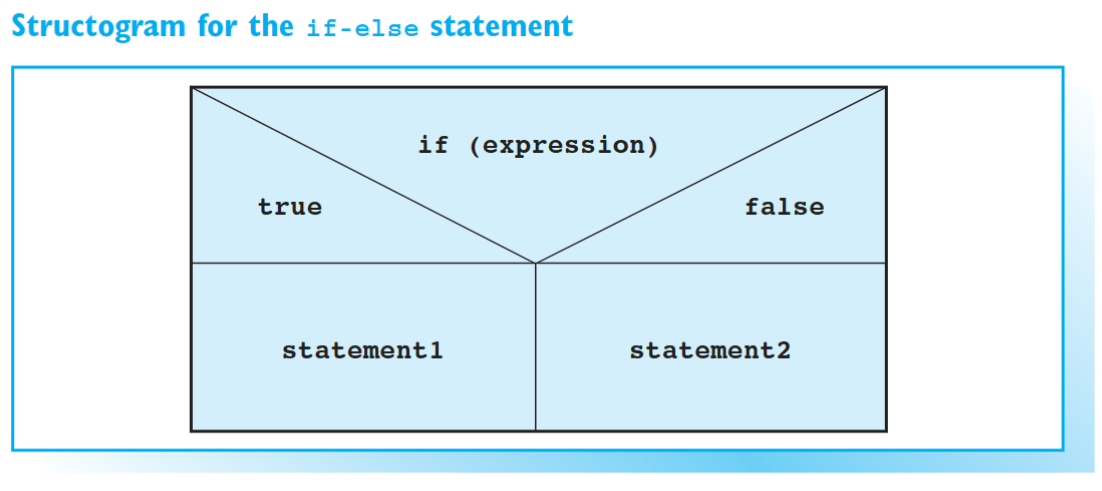 Structogram for the if-else statement
if (expression)
true
false
statement1
statement2